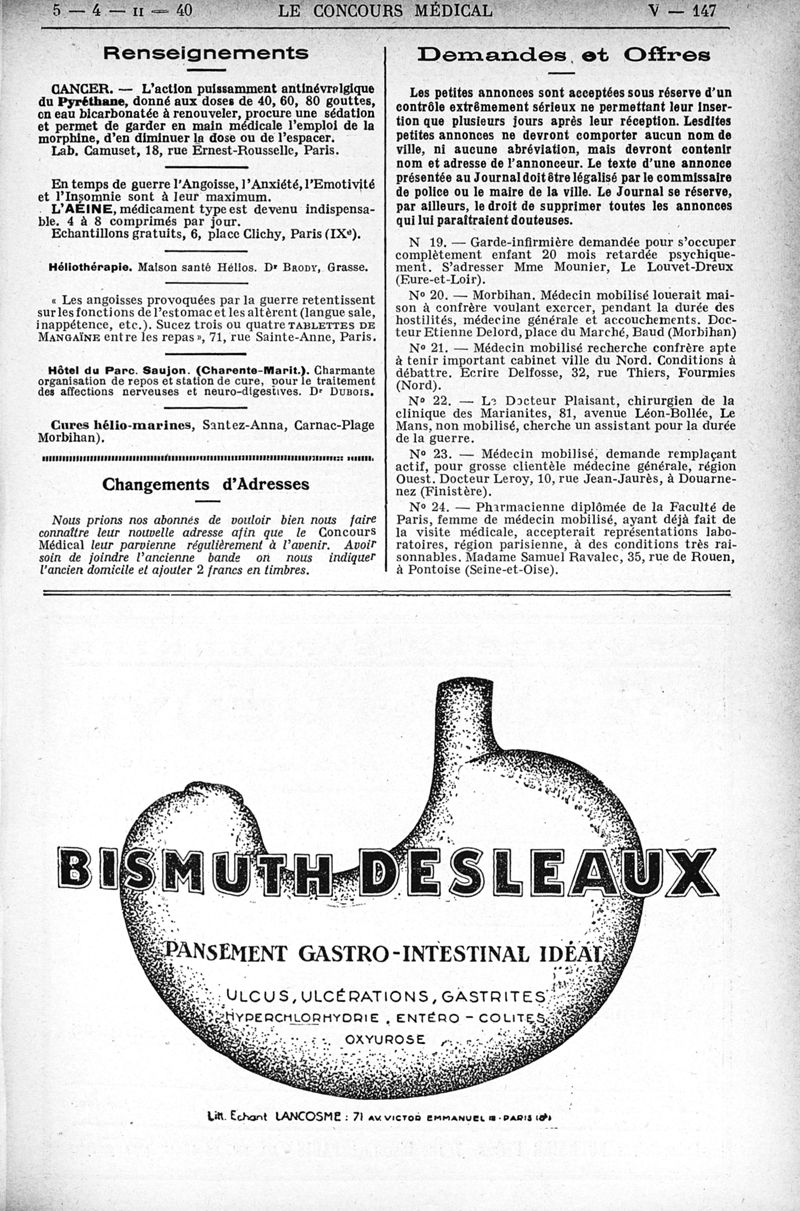 5 — 4 — II — 40 LE CONCOURS MÉDICAL V — 147
Renseignements
CANCER. — L'action puissamment antinévralgique
du Pyréthane, donné aux doses de 40, 60, 80 gouttes,
en eau bicarbonatée à renouveler, procure une sédation
et permet de garder en main médicale l'emploi de la
morphine, d'en diminuer la dose ou de l'espacer.
Lab. Camuset, 18, rue Ernest-Rousselle, Paris.
En temps de guerre l'Angoisse, l'Anxiété, l'Emotivité
et l'Insomnie sont à leur maximum.
L'AÉINE, médicament type est devenu indispensa-
ble. 4 à 8 comprimés par jour.
Echantillons gratuits, 6, place Clichy, Paris (IXe).
Héliothérapie. Maison santé Hélios. Dr BRODY, Grasse.
« Les angoisses provoquées par la guerre retentissent
sur les fonctions de l'estomac et les altèrent (langue sale,
inappétence, etc.). Sucez trois ou quatre TABLETTES DE
MANGAÏNE entre les repas », 71, rue Sainte-Anne, Paris.
Hôtel du Parc. Saujon. (Charente-Marit.). Charmante
organisation de repos et station de cure, pour le traitement
des affections nerveuses et neuro-digestives. Dr DUBOIS.
Cures hélio-marines, Santez-Anna, Carnac-Plage
Morbihan).
Changements d'Adresses
Nous prions nos abonnés de vouloir bien nous faire
connaître leur nouvelle adresse afin que le Concours
Médical leur parvienne régulièrement à l'avenir. Avoir
soin de joindre l'ancienne bande on nous indiquer
l'ancien domicile et ajouter 2 francs en timbres.
Demandes et Offres
Les petites annonces sont acceptées sous réserve d'un
contrôle extrêmement sérieux ne permettant leur inser-
tion que plusieurs jours après leur réception. Lesdites
petites annonces ne devront comporter aucun nom de
ville, ni aucune abréviation, mais devront contenir
nom et adresse de l'annonceur. Le texte d'une annonce
présentée au Journal doit être légalisé par le commissaire
de police ou le maire de la ville. Le Journal se réserve,
par ailleurs, le droit de supprimer toutes les annonces
qui lui paraîtraient douteuses.
N 19. — Garde-infirmière demandée pour s'occuper
complètement enfant 20 mois retardée psychique-
ment. S'adresser Mme Mounier, Le Louvet-Dreux
(Eure-et-Loir).
No 20. — Morbihan. Médecin mobilisé louerait mai-
son à confrère voulant exercer, pendant la durée des
hostilités, médecine générale et accouchements. Doc-
teur Etienne Delord, place du Marché, Baud (Morbihan)
No 21. — Médecin mobilisé recherche confrère apte
à tenir important cabinet ville du Nord. Conditions à
débattre. Ecrire Delfosse, 32, rue Thiers, Fourmies
(Nord).
No 22. — Le Docteur Plaisant, chirurgien de la
clinique des Marianites, 81, avenue Léon-Bollée, Le
Mans, non mobilisé, cherche un assistant pour la durée
de la guerre.
No 23. — Médecin mobilisé, demande remplaçant
actif, pour grosse clientèle médecine générale, région
Ouest. Docteur Leroy, 10, rue Jean-Jaurès, à Douarne-
nez (Finistère).
No 24. — Pharmacienne diplômée de la Faculté de
Paris, femme de médecin mobilisé, ayant déjà fait de
la visite médicale, accepterait représentations labo-
ratoires, région parisienne, à des conditions très rai-
sonnables. Madame Samuel Ravalec, 35, rue de Rouen,
à Pontoise (Seine-et-Oise).
BISMUTH DESLEAUX
PANSEMENT GASTRO-INTESTINAL IDÉAL
ULCUS, ULCÉRATIONS, GASTRITES
HYPERCHLORHYDRIE, ENTÉRO-COLITES
OXYUROSE
Litt. Echant LANCOSME : 71 AV. VICTOR EMMANUEL III - PARIS (8e)